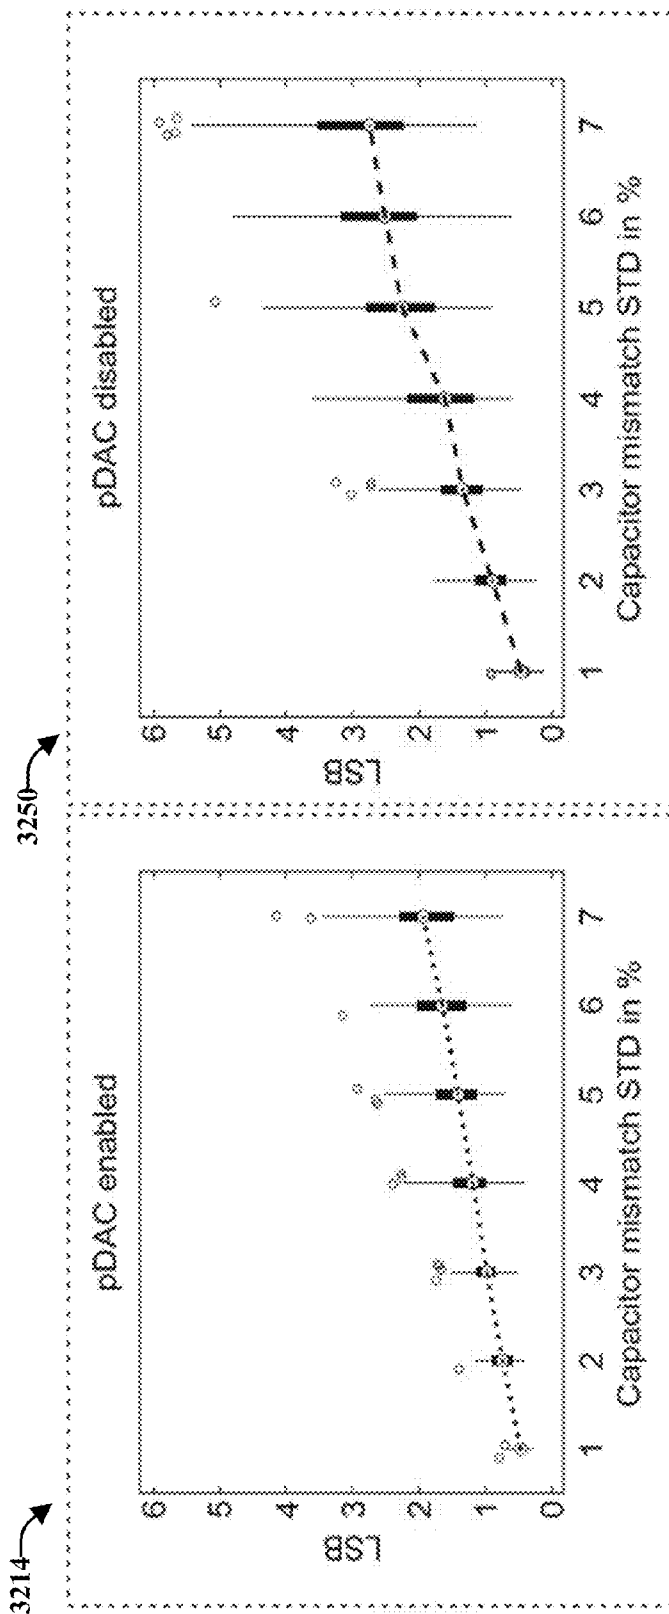 3214
pDAC enabled
6
5
4
3
2
1
0
LSB
1 2 3 4 5 6 7
Capacitor mismatch STD in %
3250
pDAC disabled
6
5
4
3
2
1
0
LSB
1 2 3 4 5 6 7
Capacitor mismatch STD in %